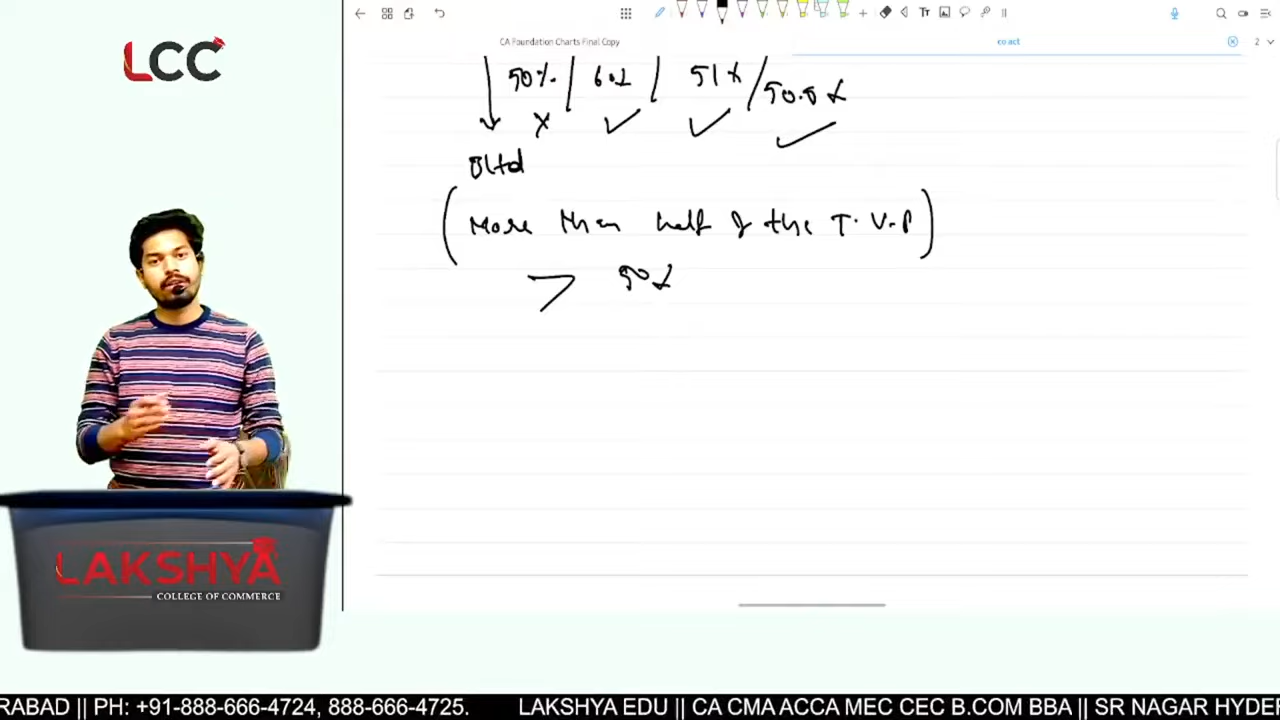 LCC
CA Foundation Charts Final Copy
co act
2
50% 60% 51% 50.5%
Bltd
(More than half of the T.V.P)
> 50%
LAKSHYA
COLLEGE OF COMMERCE
RABAD || PH: +91-888-666-4724, 888-666-4725. LAKSHYA EDU || CA CMA ACCA MEC CEC B.COM BBA || SR NAGAR HYDER